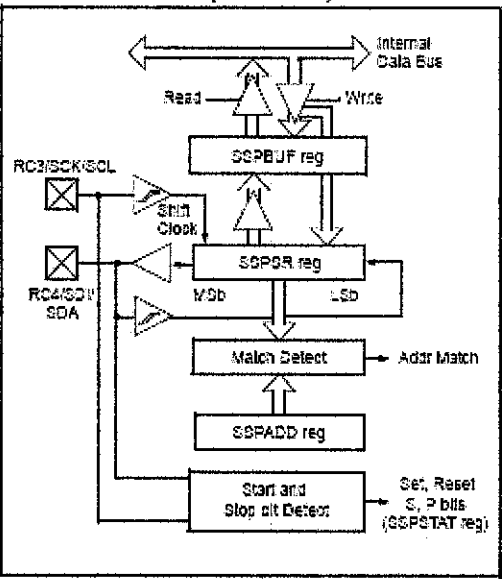 Internal
Data Bus
Read
Write
SSPBUF reg
RC3/SCK/SCL
Shift
Clock
SSPSR reg
RC4/SDI/
SDA
MSb
LSb
Match Detect
Addr Match
SSPADD reg
Start and
Stop bit Detect
Set, Reset
S, P bits
(SSPSTAT reg)